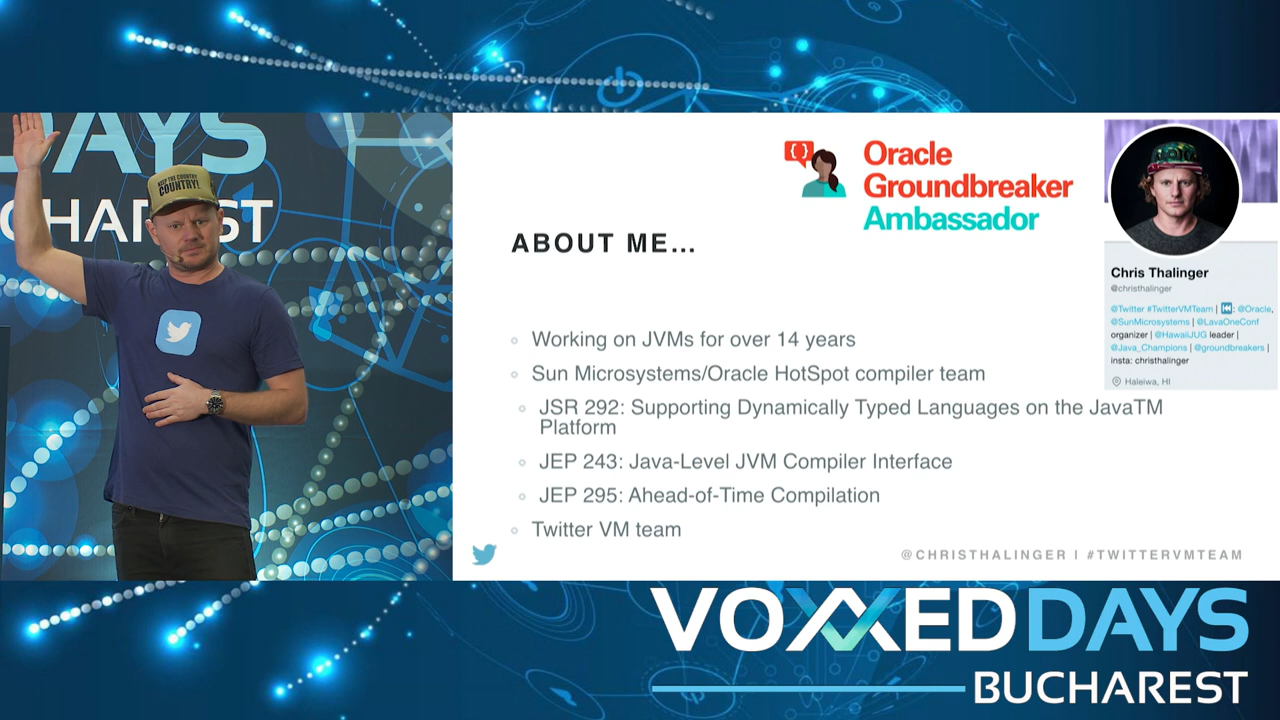 DAYS
BUCHAREST
KEEP THE COUNTRY
COUNTRY!
Oracle
Groundbreaker
Ambassador
ABOUT ME...
Working on JVMs for over 14 years
Sun Microsystems/Oracle HotSpot compiler team
JSR 292: Supporting Dynamically Typed Languages on the JavaTM
Platform
JEP 243: Java-Level JVM Compiler Interface
JEP 295: Ahead-of-Time Compilation
Twitter VM team
@CHRISTHALINGER | #TWITTERVMTEAM
Chris Thalinger
@christhalinger
@Twitter #TwitterVMTeam | ⏮: @Oracle,
@SunMicrosystems | @LavaOneConf
organizer | @HawaiiJUG leader |
@Java_Champions | @groundbreakers |
insta: christhalinger
Haleiwa, HI
VOXXED DAYS
BUCHAREST